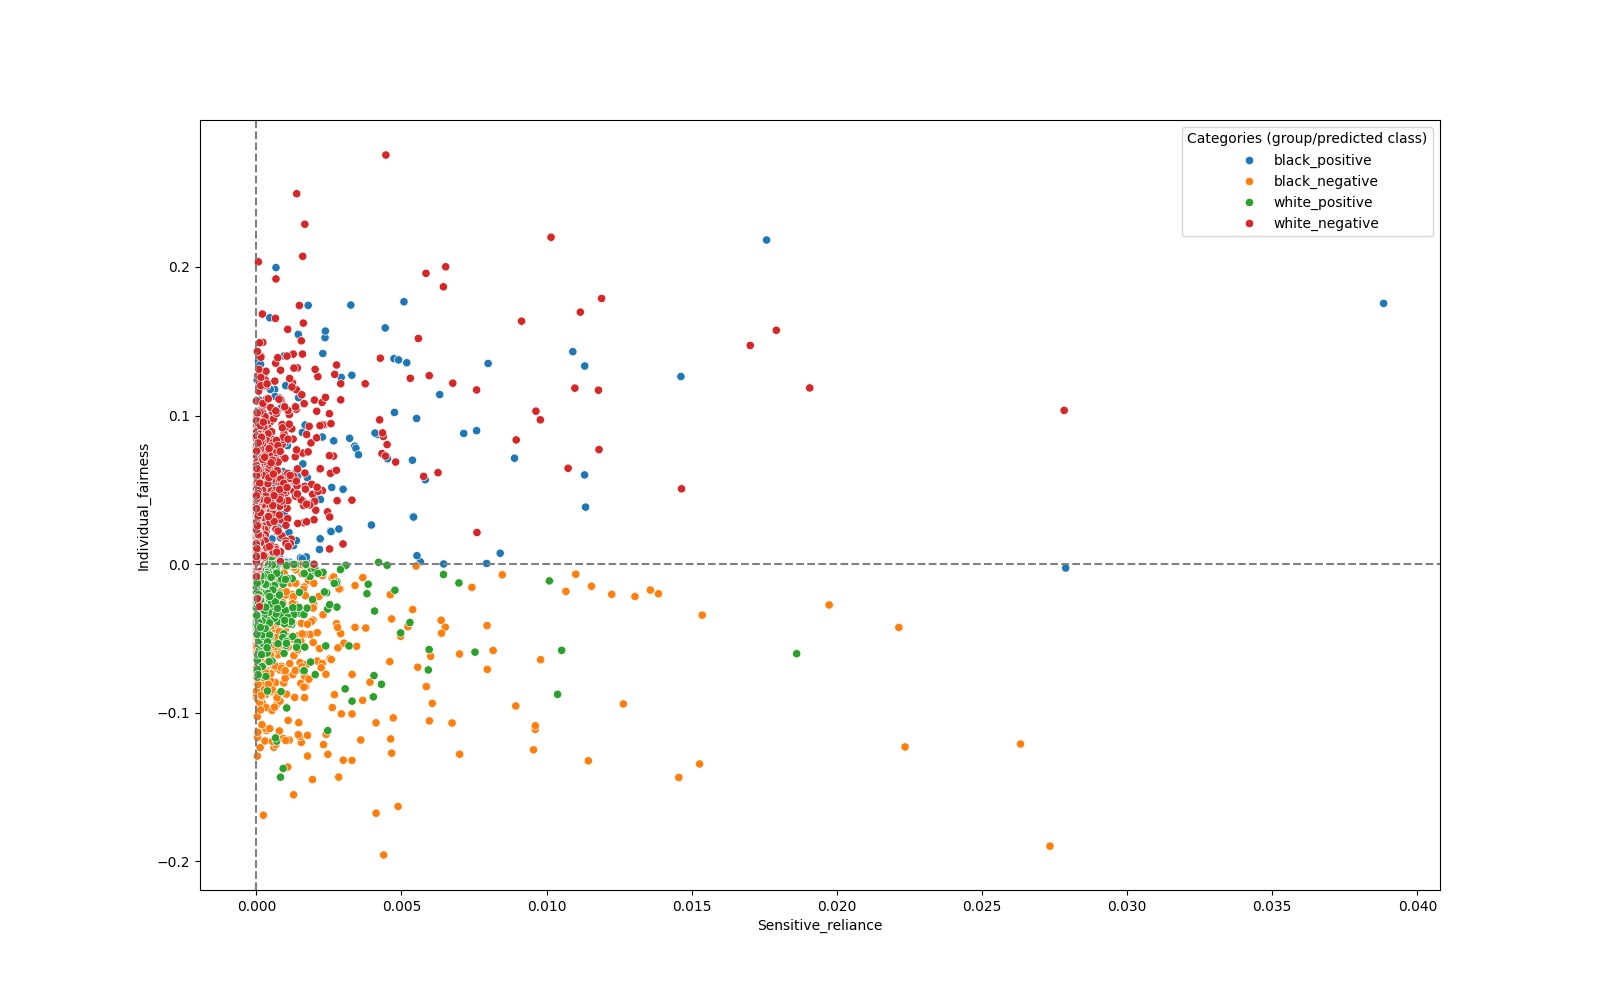 Categories (group/predicted class)
black_positive
black_negative
white_positive
white_negative
Individual_fairness
0.2
0.1
0.0
−0.1
−0.2
0.000 0.005 0.010 0.015 0.020 0.025 0.030 0.035 0.040
Sensitive_reliance